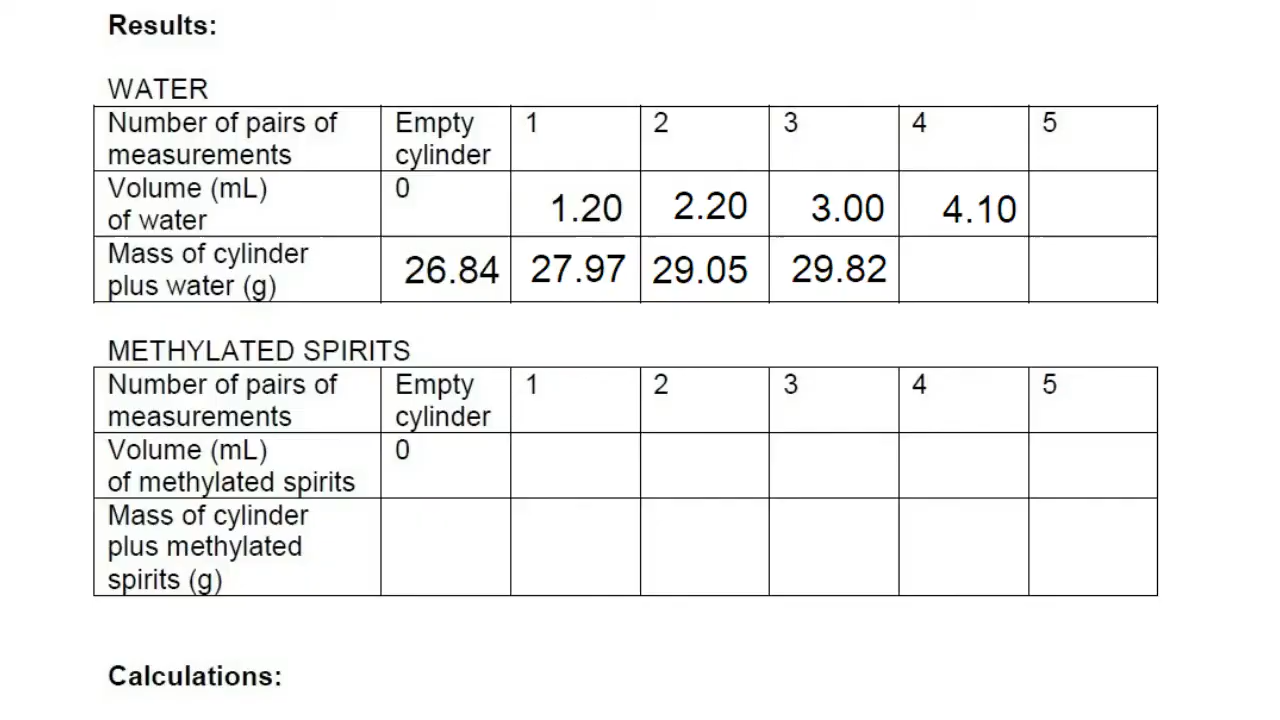 Results:
WATER
Number of pairs of measurements Empty cylinder 1 2 3 4 5
Volume (mL) of water 0 1.20 2.20 3.00 4.10
Mass of cylinder plus water (g) 26.84 27.97 29.05 29.82
METHYLATED SPIRITS
Number of pairs of measurements Empty cylinder 1 2 3 4 5
Volume (mL) of methylated spirits 0
Mass of cylinder plus methylated spirits (g)
Calculations: